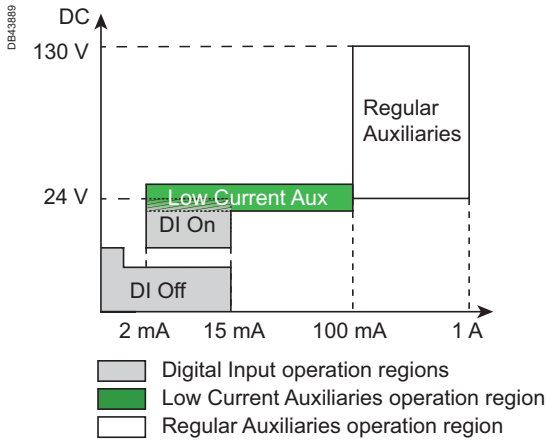 DB43889
DC
130 V
Regular
Auxiliaries
24 V
Low Current Aux
DI On
DI Off
2 mA
15 mA
100 mA
1 A
Digital Input operation regions
Low Current Auxiliaries operation region
Regular Auxiliaries operation region